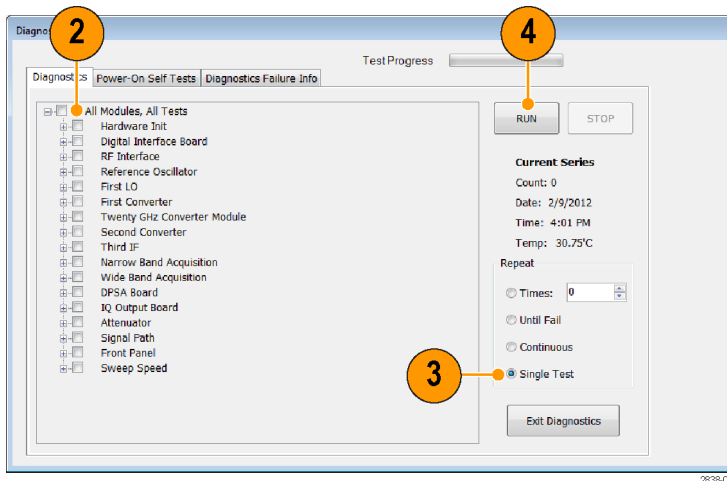 Diagno
2
4
Test Progress
Diagnostics Power-On Self Tests Diagnostics Failure Info
All Modules, All Tests
Hardware Init
Digital Interface Board
RF Interface
Reference Oscillator
First LO
First Converter
Twenty GHz Converter Module
Second Converter
Third IF
Narrow Band Acquisition
Wide Band Acquisition
DPSA Board
IQ Output Board
Attenuator
Signal Path
Front Panel
Sweep Speed
RUN STOP
Current Series
Count: 0
Date: 2/9/2012
Time: 4:01 PM
Temp: 30.75'C
Repeat
Times: 0
Until Fail
Continuous
3
Single Test
Exit Diagnostics